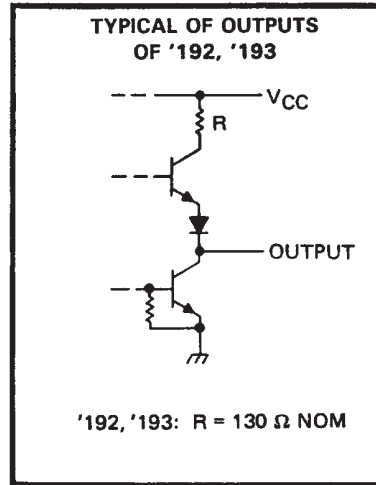 TYPICAL OF OUTPUTS
OF '192, '193
VCC
R
OUTPUT
'192, '193: R = 130 Ω NOM